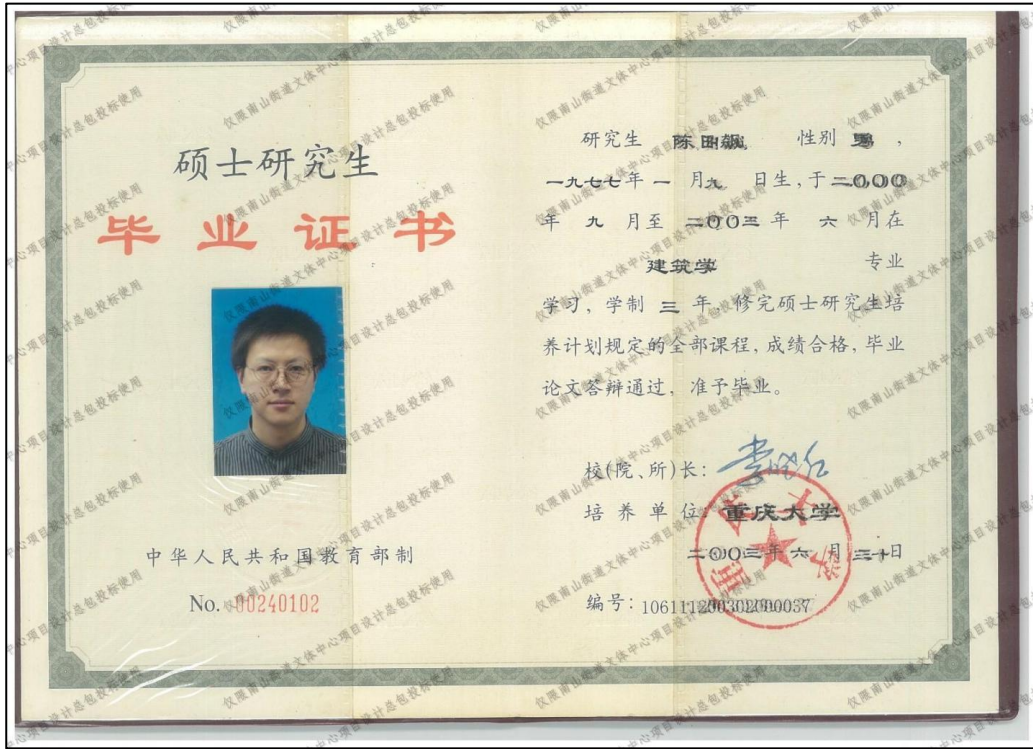 硕士研究生
毕业证书
中华人民共和国教育部制
No. 00240102
研究生 陈日飙 性别 男，
一九七七年 一 月九 日生，于二〇〇〇
年 九 月至 二〇〇三 年 六 月在
建筑学 专业
学习，学制 三 年，修完硕士研究生培
养计划规定的全部课程，成绩合格，毕业
论文答辩通过，准予毕业。
校(院、所)长：
培 养 单 位：重庆大学
二〇〇三年六 月三十日
编号：
仅限南山街道文体中心项目设计总包投标使用